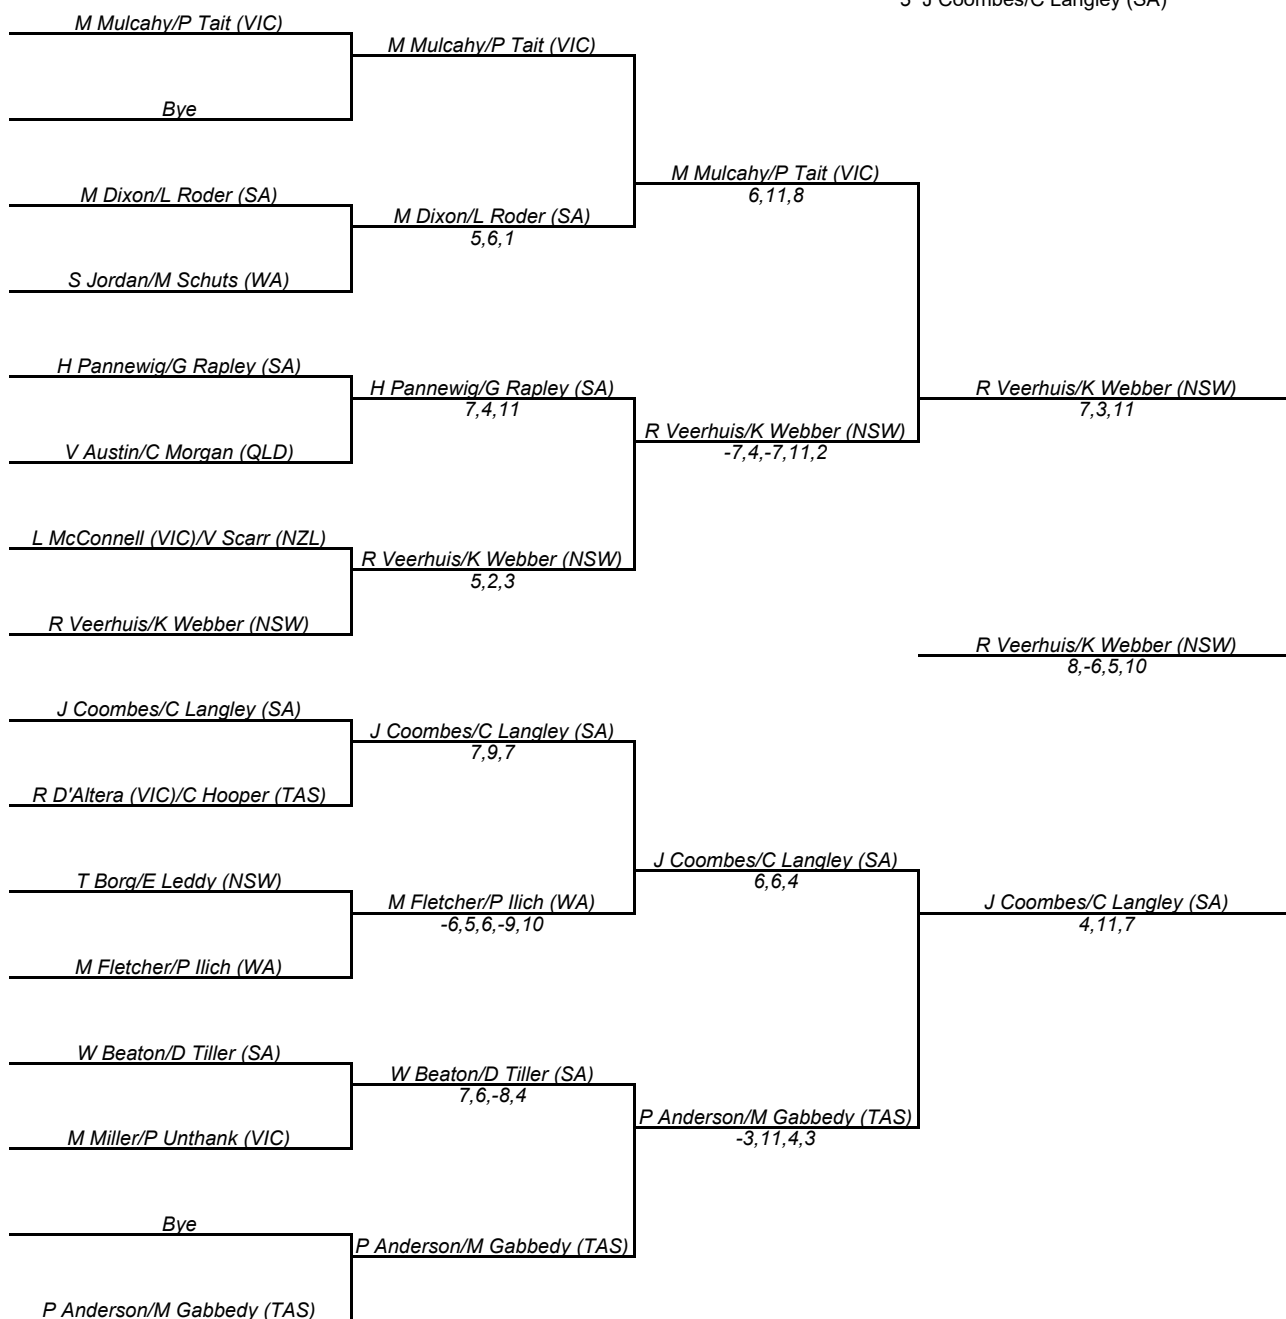 3 J Coombes/C Langley (SA)
M Mulcahy/P Tait (VIC)
M Mulcahy/P Tait (VIC)
Bye
M Mulcahy/P Tait (VIC)
6,11,8
M Dixon/L Roder (SA)
M Dixon/L Roder (SA)
5,6,1
S Jordan/M Schuts (WA)
H Pannewig/G Rapley (SA)
H Pannewig/G Rapley (SA)
7,4,11
R Veerhuis/K Webber (NSW)
7,3,11
R Veerhuis/K Webber (NSW)
-7,4,-7,11,2
V Austin/C Morgan (QLD)
L McConnell (VIC)/V Scarr (NZL)
R Veerhuis/K Webber (NSW)
5,2,3
R Veerhuis/K Webber (NSW)
R Veerhuis/K Webber (NSW)
8,-6,5,10
J Coombes/C Langley (SA)
J Coombes/C Langley (SA)
7,9,7
R D'Altera (VIC)/C Hooper (TAS)
J Coombes/C Langley (SA)
6,6,4
T Borg/E Leddy (NSW)
M Fletcher/P Ilich (WA)
-6,5,6,-9,10
J Coombes/C Langley (SA)
4,11,7
M Fletcher/P Ilich (WA)
W Beaton/D Tiller (SA)
W Beaton/D Tiller (SA)
7,6,-8,4
P Anderson/M Gabbedy (TAS)
-3,11,4,3
M Miller/P Unthank (VIC)
Bye
P Anderson/M Gabbedy (TAS)
P Anderson/M Gabbedy (TAS)